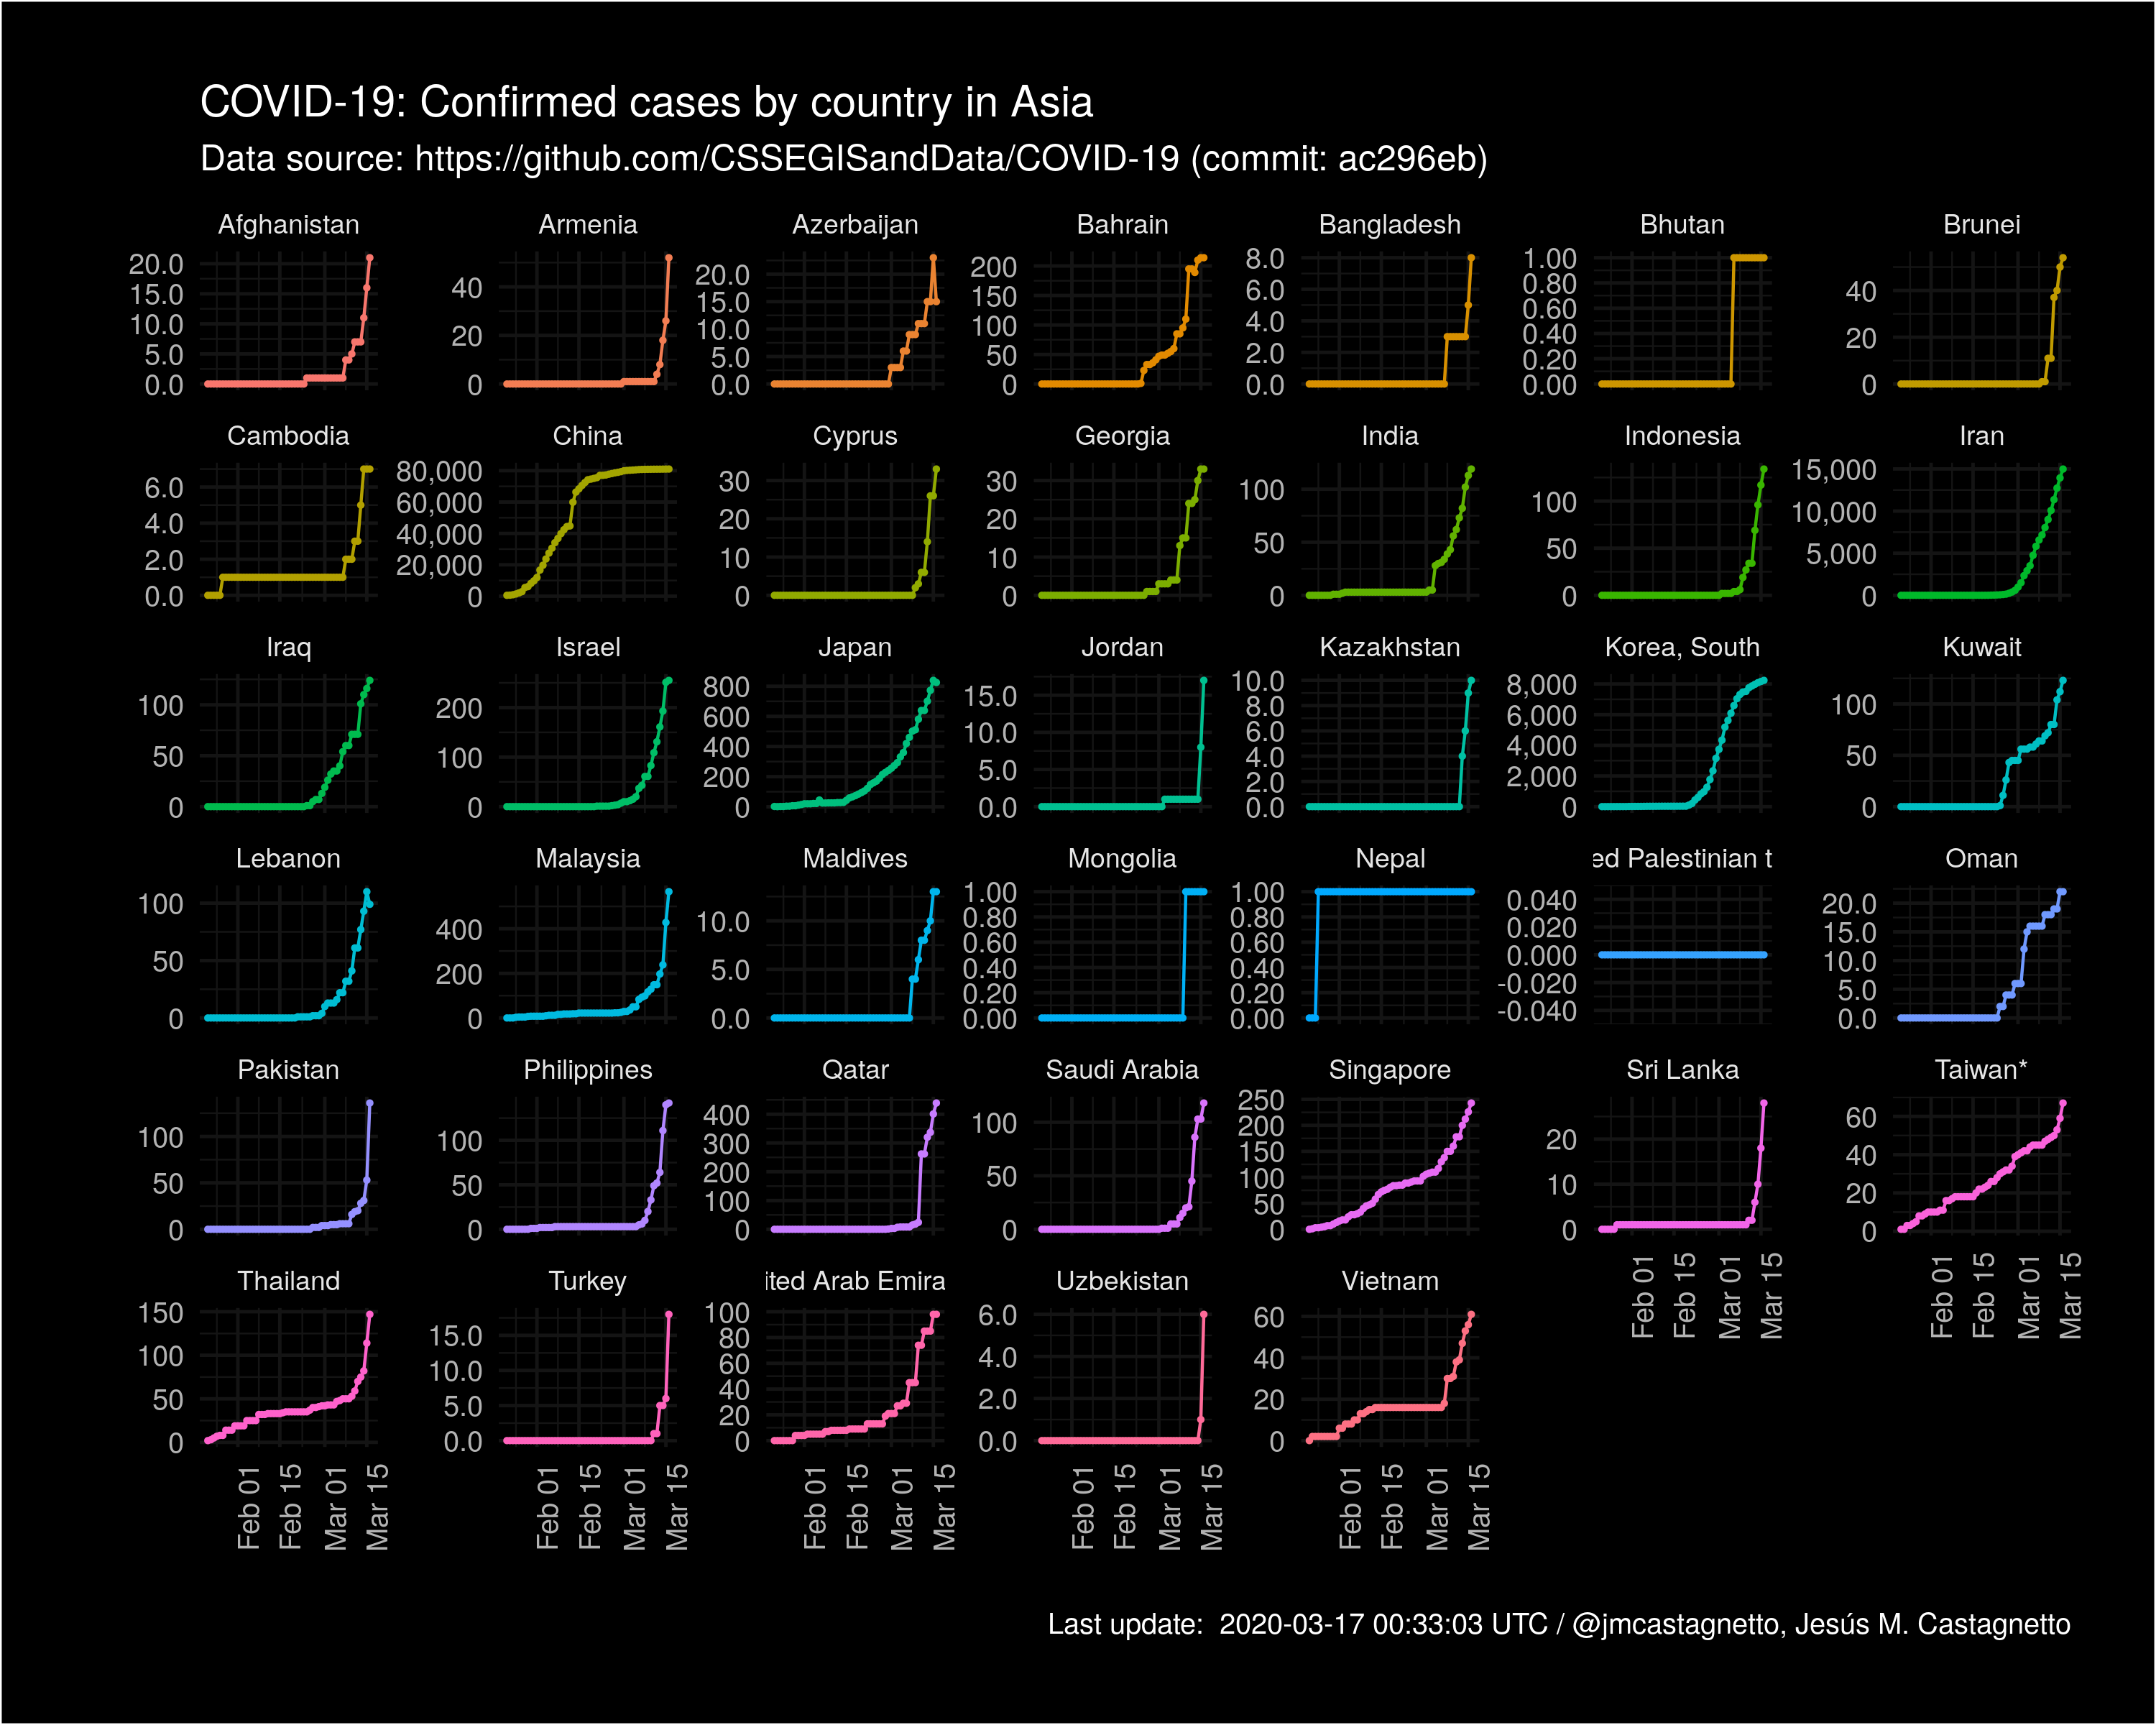 COVID-19: Confirmed cases by country in Asia
Data source: https://github.com/CSSEGISandData/COVID-19 (commit: ac296eb)
Afghanistan Armenia Azerbaijan Bahrain Bangladesh Bhutan Brunei
20.0 15.0 10.0 5.0 0.0
40 20 0
20.0 15.0 10.0 5.0 0.0
200 150 100 50 0
8.0 6.0 4.0 2.0 0.0
1.00 0.80 0.60 0.40 0.20 0.00
40 20 0
Cambodia China Cyprus Georgia India Indonesia Iran
6.0 4.0 2.0 0.0
80,000 60,000 40,000 20,000 0
30 20 10 0
30 20 10 0
100 50 0
100 50 0
15,000 10,000 5,000 0
Iraq Israel Japan Jordan Kazakhstan Korea, South Kuwait
100 50 0
200 100 0
800 600 400 200 0
15.0 10.0 5.0 0.0
10.0 8.0 6.0 4.0 2.0 0.0
8,000 6,000 4,000 2,000 0
100 50 0
Lebanon Malaysia Maldives Mongolia Nepal ed Palestinian t Oman
100 50 0
400 200 0
10.0 5.0 0.0
1.00 0.80 0.60 0.40 0.20 0.00
1.00 0.80 0.60 0.40 0.20 0.00
0.040 0.020 0.000 -0.020 -0.040
20.0 15.0 10.0 5.0 0.0
Pakistan Philippines Qatar Saudi Arabia Singapore Sri Lanka Taiwan*
100 50 0
100 50 0
400 300 200 100 0
100 50 0
250 200 150 100 50 0
20 10 0
60 40 20 0
Feb 01 Feb 15 Mar 01 Mar 15
Feb 01 Feb 15 Mar 01 Mar 15
Thailand Turkey ited Arab Emira Uzbekistan Vietnam
150 100 50 0
15.0 10.0 5.0 0.0
100 80 60 40 20 0
6.0 4.0 2.0 0.0
60 40 20 0
Feb 01 Feb 15 Mar 01 Mar 15
Feb 01 Feb 15 Mar 01 Mar 15
Feb 01 Feb 15 Mar 01 Mar 15
Feb 01 Feb 15 Mar 01 Mar 15
Feb 01 Feb 15 Mar 01 Mar 15
Last update:  2020-03-17 00:33:03 UTC / @jmcastagnetto, Jesús M. Castagnetto